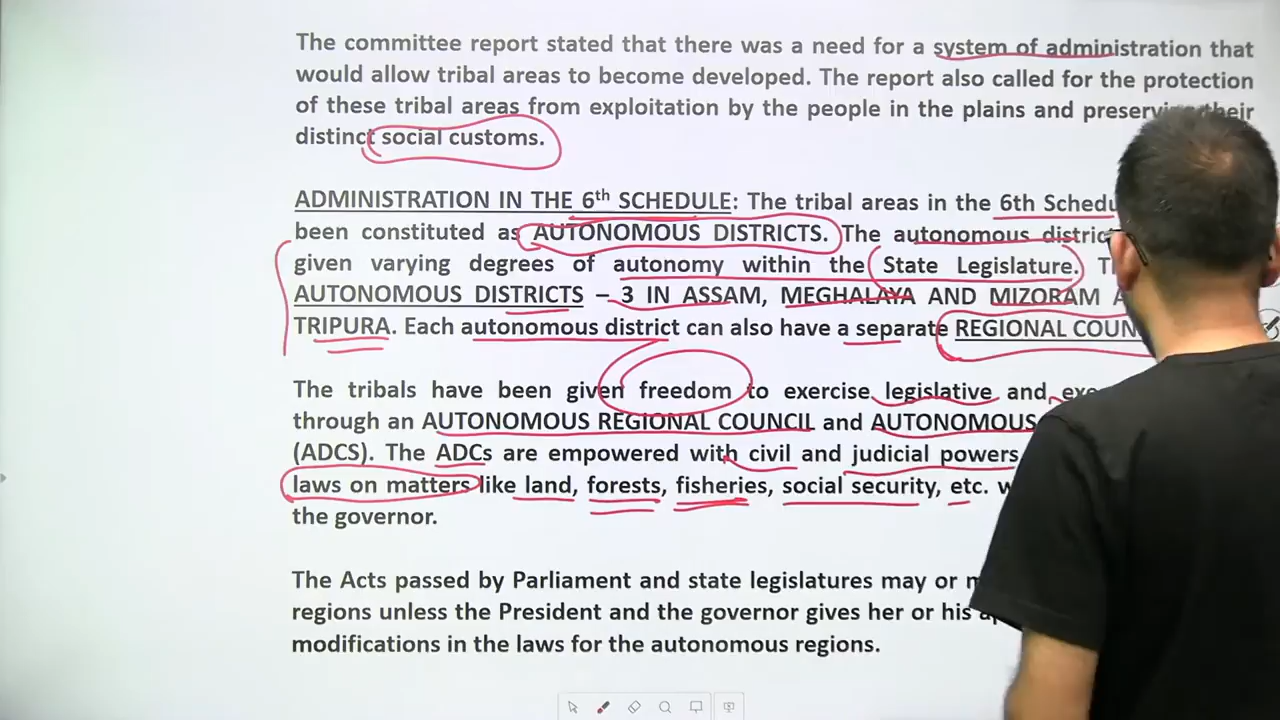 The committee report stated that there was a need for a system of administration that
would allow tribal areas to become developed. The report also called for the protection
of these tribal areas from exploitation by the people in the plains and preserving their
distinct social customs.
ADMINISTRATION IN THE 6th SCHEDULE: The tribal areas in the 6th
been constituted as AUTONOMOUS DISTRICTS. The autonomous
given varying degrees of autonomy within the State Legislature.
AUTONOMOUS DISTRICTS – 3 IN ASSAM, MEGHALAYA AND MIZORAM
TRIPURA. Each autonomous district can also have a separate REGIONAL
The tribals have been given freedom to exercise legislative and
through an AUTONOMOUS REGIONAL COUNCIL and AUTONOMOUS
(ADCS). The ADCs are empowered with civil and judicial powers
laws on matters like land, forests, fisheries, social security, etc.
the governor.
The Acts passed by Parliament and state legislatures may or
regions unless the President and the governor gives her or his
modifications in the laws for the autonomous regions.